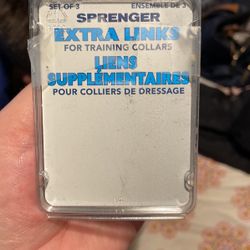 SET OF 3 ENSEMBLE DE 3
SPRENGER
EXTRA LINKS
FOR TRAINING COLLARS
LIENS
SUPPLÉMENTAIRES
POUR COLLIERS DE DRESSAGE